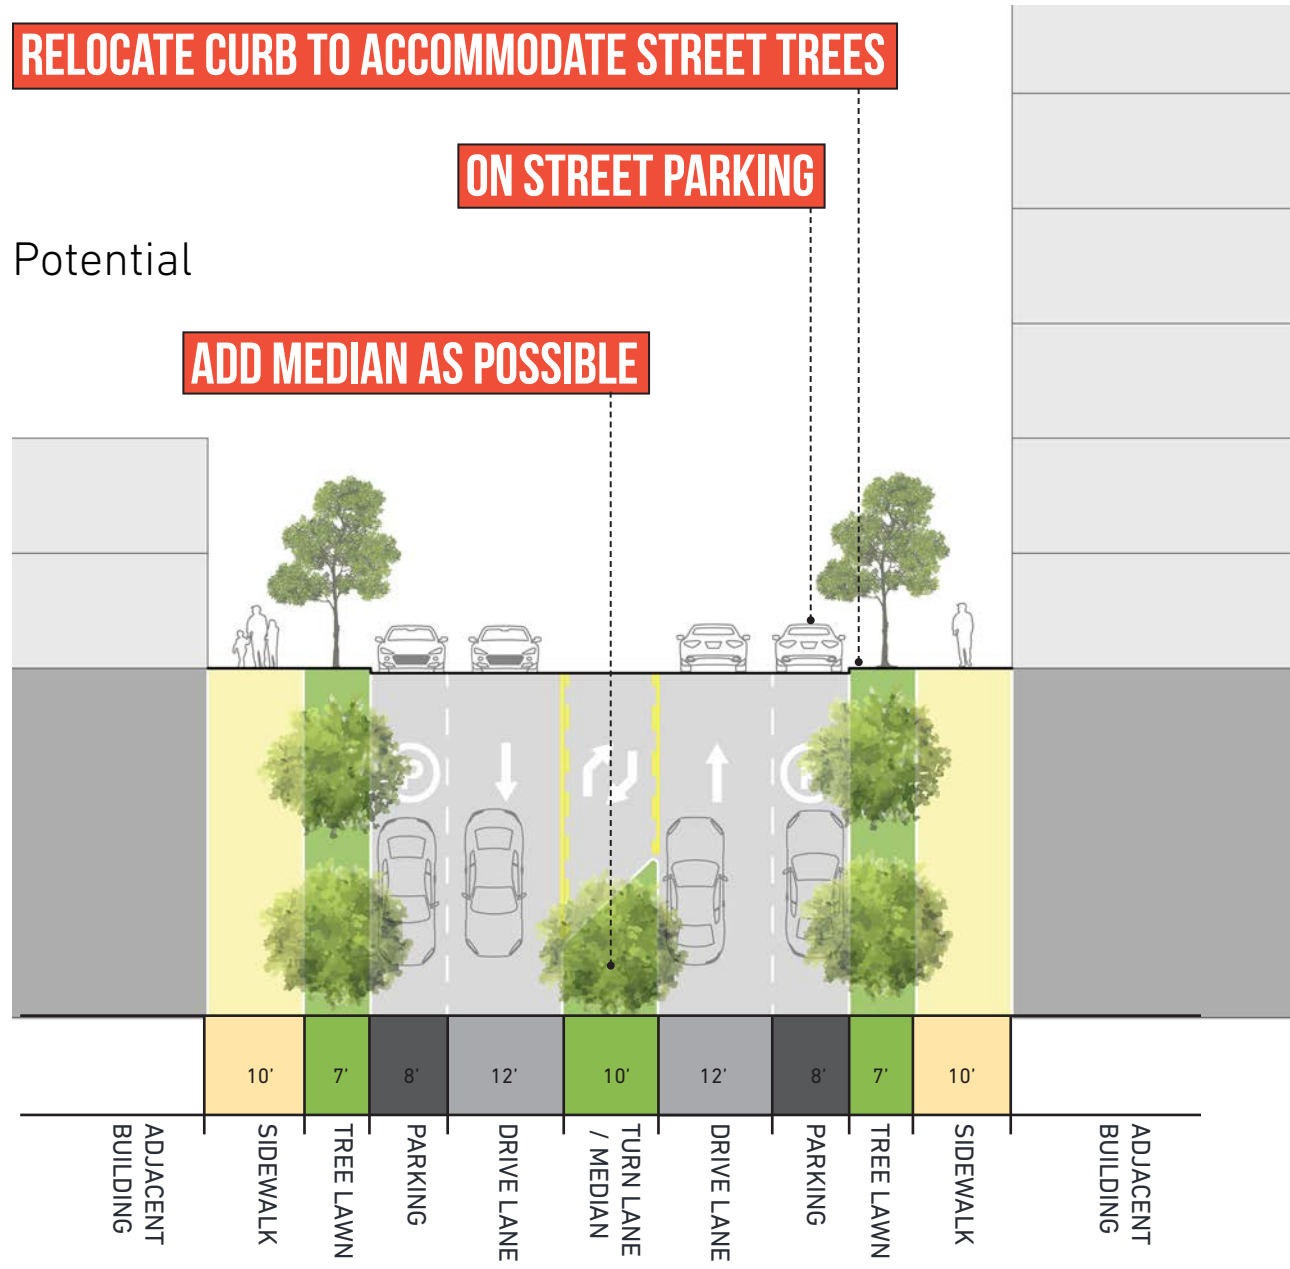 RELOCATE CURB TO ACCOMMODATE STREET TREES
ON STREET PARKING
Potential
ADD MEDIAN AS POSSIBLE
P
P
10'
7'
8'
12'
10'
12'
8'
7'
10'
ADJACENT
BUILDING
SIDEWALK
TREE LAWN
PARKING
DRIVE LANE
TURN LANE
/ MEDIAN
DRIVE LANE
PARKING
TREE LAWN
SIDEWALK
ADJACENT
BUILDING